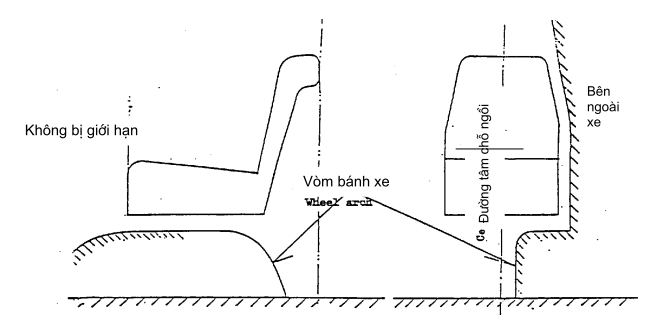 Không bị giới hạn
Vòm bánh xe
Wheel arch
Đường tâm chỗ ngồi
Bên
ngoài
xe